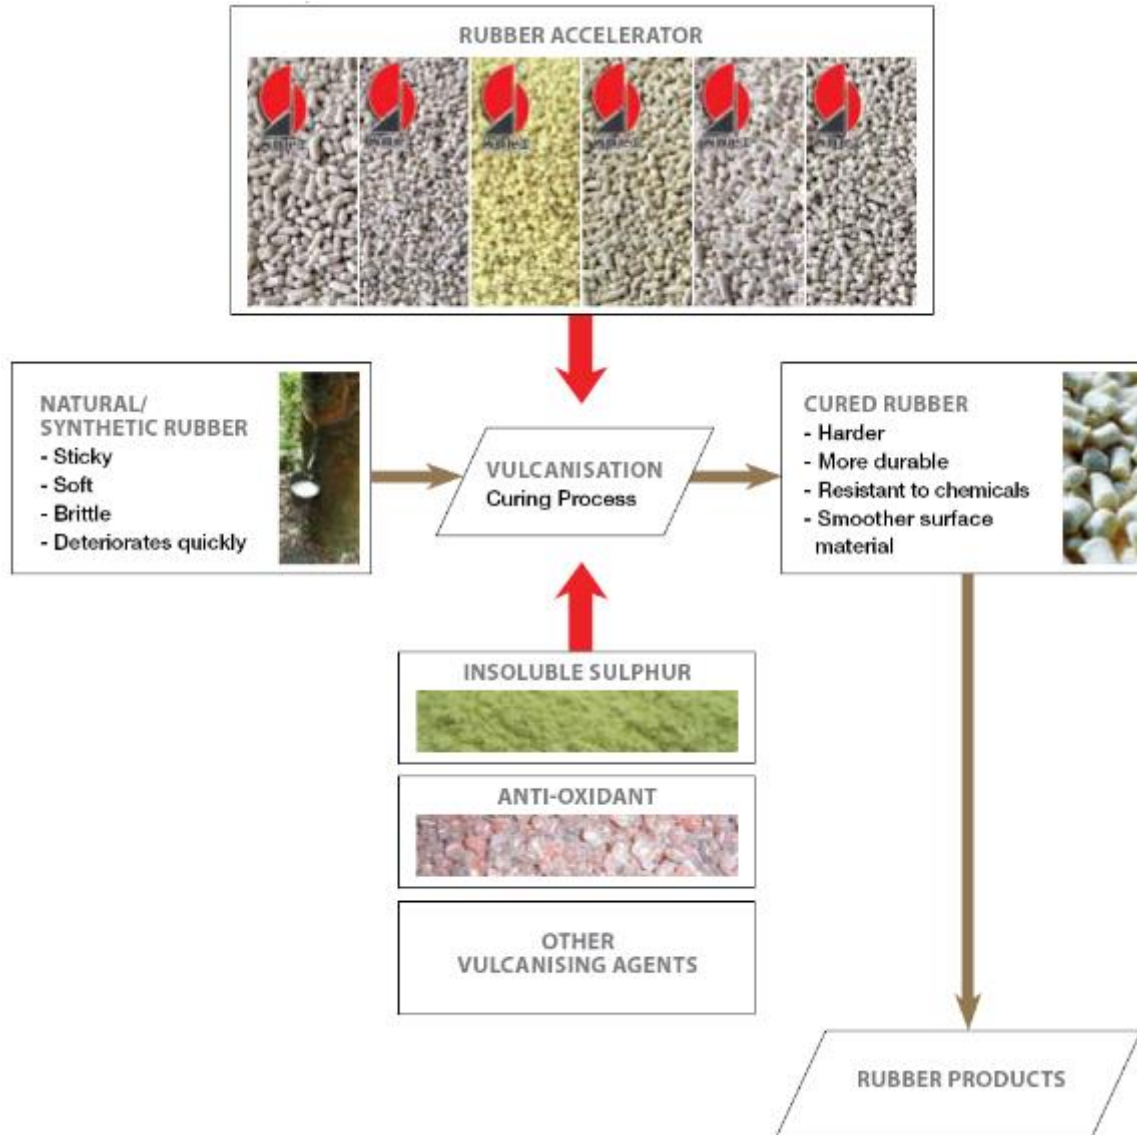 RUBBER ACCELERATOR
NATURAL/
SYNTHETIC RUBBER
- Sticky
- Soft
- Brittle
- Deteriorates quickly
VULCANISATION
Curing Process
CURED RUBBER
- Harder
- More durable
- Resistant to chemicals
- Smoother surface
material
INSOLUBLE SULPHUR
ANTI-OXIDANT
OTHER
VULCANISING AGENTS
RUBBER PRODUCTS